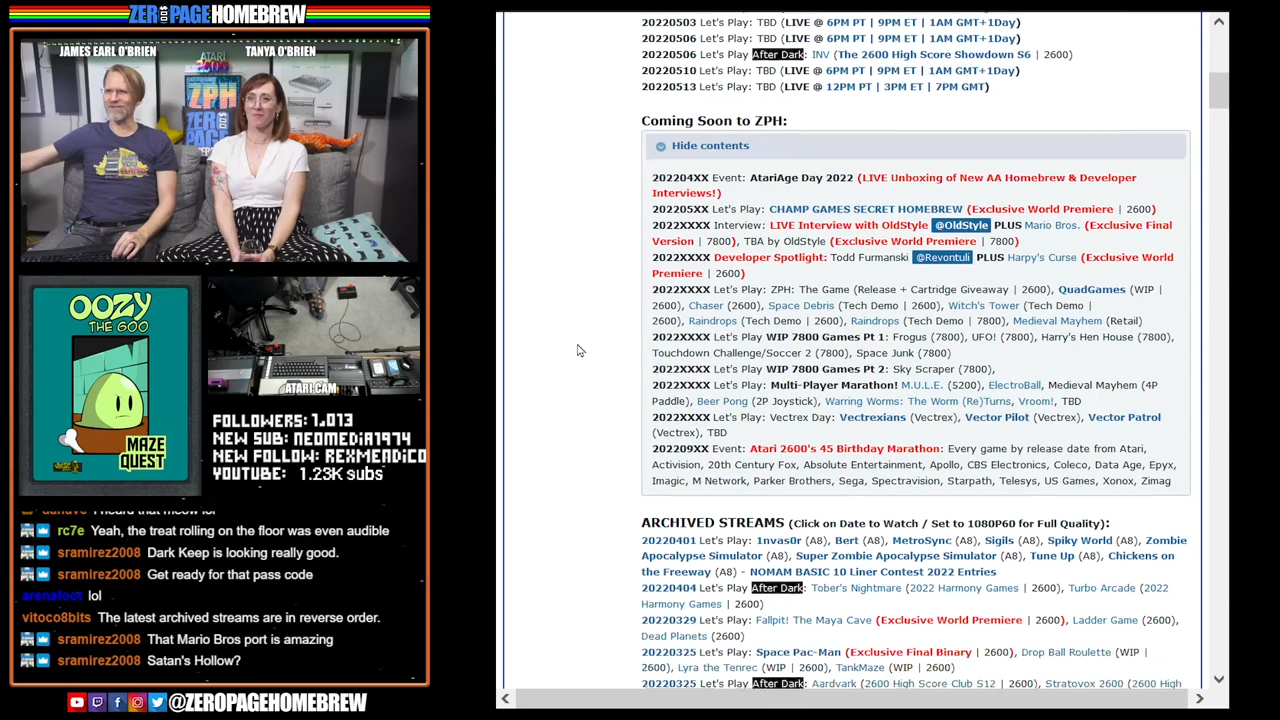 ZERO PAGE HOMEBREW
JAMES EARL O'BRIEN
TANYA O'BRIEN
ZPH
OOZY
THE GOO
MAZE
QUEST
ATARI CAM
FOLLOWERS: 1,013
NEW SUB: NEOMEDIA1974
NEW FOLLOW: REXMEADICO
YOUTUBE: 1.23K subs
rc7e Yeah, the treat rolling on the floor was even audible
sramirez2008 Dark Keep is looking really good.
sramirez2008 Get ready for that pass code
arenafoot lol
vitoco8bits The latest archived streams are in reverse order.
sramirez2008 That Mario Bros port is amazing
sramirez2008 Satan's Hollow?
@ZEROPAGEHOMEBREW
20220503 Let's Play: TBD (LIVE @ 6PM PT | 9PM ET | 1AM GMT+1Day)
20220506 Let's Play: TBD (LIVE @ 6PM PT | 9PM ET | 1AM GMT+1Day)
20220506 Let's Play After Dark: INV (The 2600 High Score Showdown S6 | 2600)
20220510 Let's Play: TBD (LIVE @ 6PM PT | 9PM ET | 1AM GMT+1Day)
20220513 Let's Play: TBD (LIVE @ 12PM PT | 3PM ET | 7PM GMT)
Coming Soon to ZPH:
Hide contents
202204XX Event: AtariAge Day 2022 (LIVE Unboxing of New AA Homebrew & Developer
Interviews!)
202205XX Let's Play: CHAMP GAMES SECRET HOMEBREW (Exclusive World Premiere | 2600)
2022XXXX Interview: LIVE Interview with OldStyle @OldStyle PLUS Mario Bros. (Exclusive Final
Version | 7800), TBA by OldStyle (Exclusive World Premiere | 7800)
2022XXXX Developer Spotlight: Todd Furmanski @Revontuli PLUS Harpy's Curse (Exclusive World
Premiere | 2600)
2022XXXX Let's Play: ZPH: The Game (Release + Cartridge Giveaway | 2600), QuadGames (WIP |
2600), Chaser (2600), Space Debris (Tech Demo | 2600), Witch's Tower (Tech Demo |
2600), Raindrops (Tech Demo | 2600), Raindrops (Tech Demo | 7800), Medieval Mayhem (Retail)
2022XXXX Let's Play WIP 7800 Games Pt 1: Frogus (7800), UFO! (7800), Harry's Hen House (7800),
Touchdown Challenge/Soccer 2 (7800), Space Junk (7800)
2022XXXX Let's Play WIP 7800 Games Pt 2: Sky Scraper (7800),
2022XXXX Let's Play: Multi-Player Marathon! M.U.L.E. (5200), ElectroBall, Medieval Mayhem (4P
Paddle), Beer Pong (2P Joystick), Warring Worms: The Worm (Re)Turns, Vroom!, TBD
2022XXXX Let's Play: Vectrex Day: Vectrexians (Vectrex), Vector Pilot (Vectrex), Vector Patrol
(Vectrex), TBD
202209XX Event: Atari 2600's 45 Birthday Marathon: Every game by release date from Atari,
Activision, 20th Century Fox, Absolute Entertainment, Apollo, CBS Electronics, Coleco, Data Age, Epyx,
Imagic, M Network, Parker Brothers, Sega, Spectravision, Starpath, Telesys, US Games, Xonox, Zimag
ARCHIVED STREAMS (Click on Date to Watch / Set to 1080P60 for Full Quality):
20220401 Let's Play: 1nvas0r (A8), Bert (A8), MetroSync (A8), Sigils (A8), Spiky World (A8), Zombie
Apocalypse Simulator (A8), Super Zombie Apocalypse Simulator (A8), Tune Up (A8), Chickens on
the Freeway (A8) - NOMAM BASIC 10 Liner Contest 2022 Entries
20220404 Let's Play After Dark: Tober's Nightmare (2022 Harmony Games | 2600), Turbo Arcade (2022
Harmony Games | 2600)
20220329 Let's Play: Fallpit! The Maya Cave (Exclusive World Premiere | 2600), Ladder Game (2600),
Dead Planets (2600)
20220325 Let's Play: Space Pac-Man (Exclusive Final Binary | 2600), Drop Ball Roulette (WIP |
2600), Lyra the Tenrec (WIP | 2600), TankMaze (WIP | 2600)
20220325 Let's Play After Dark: Aardvark (2600 High Score Club S12 | 2600), Stratovox 2600 (2600 High